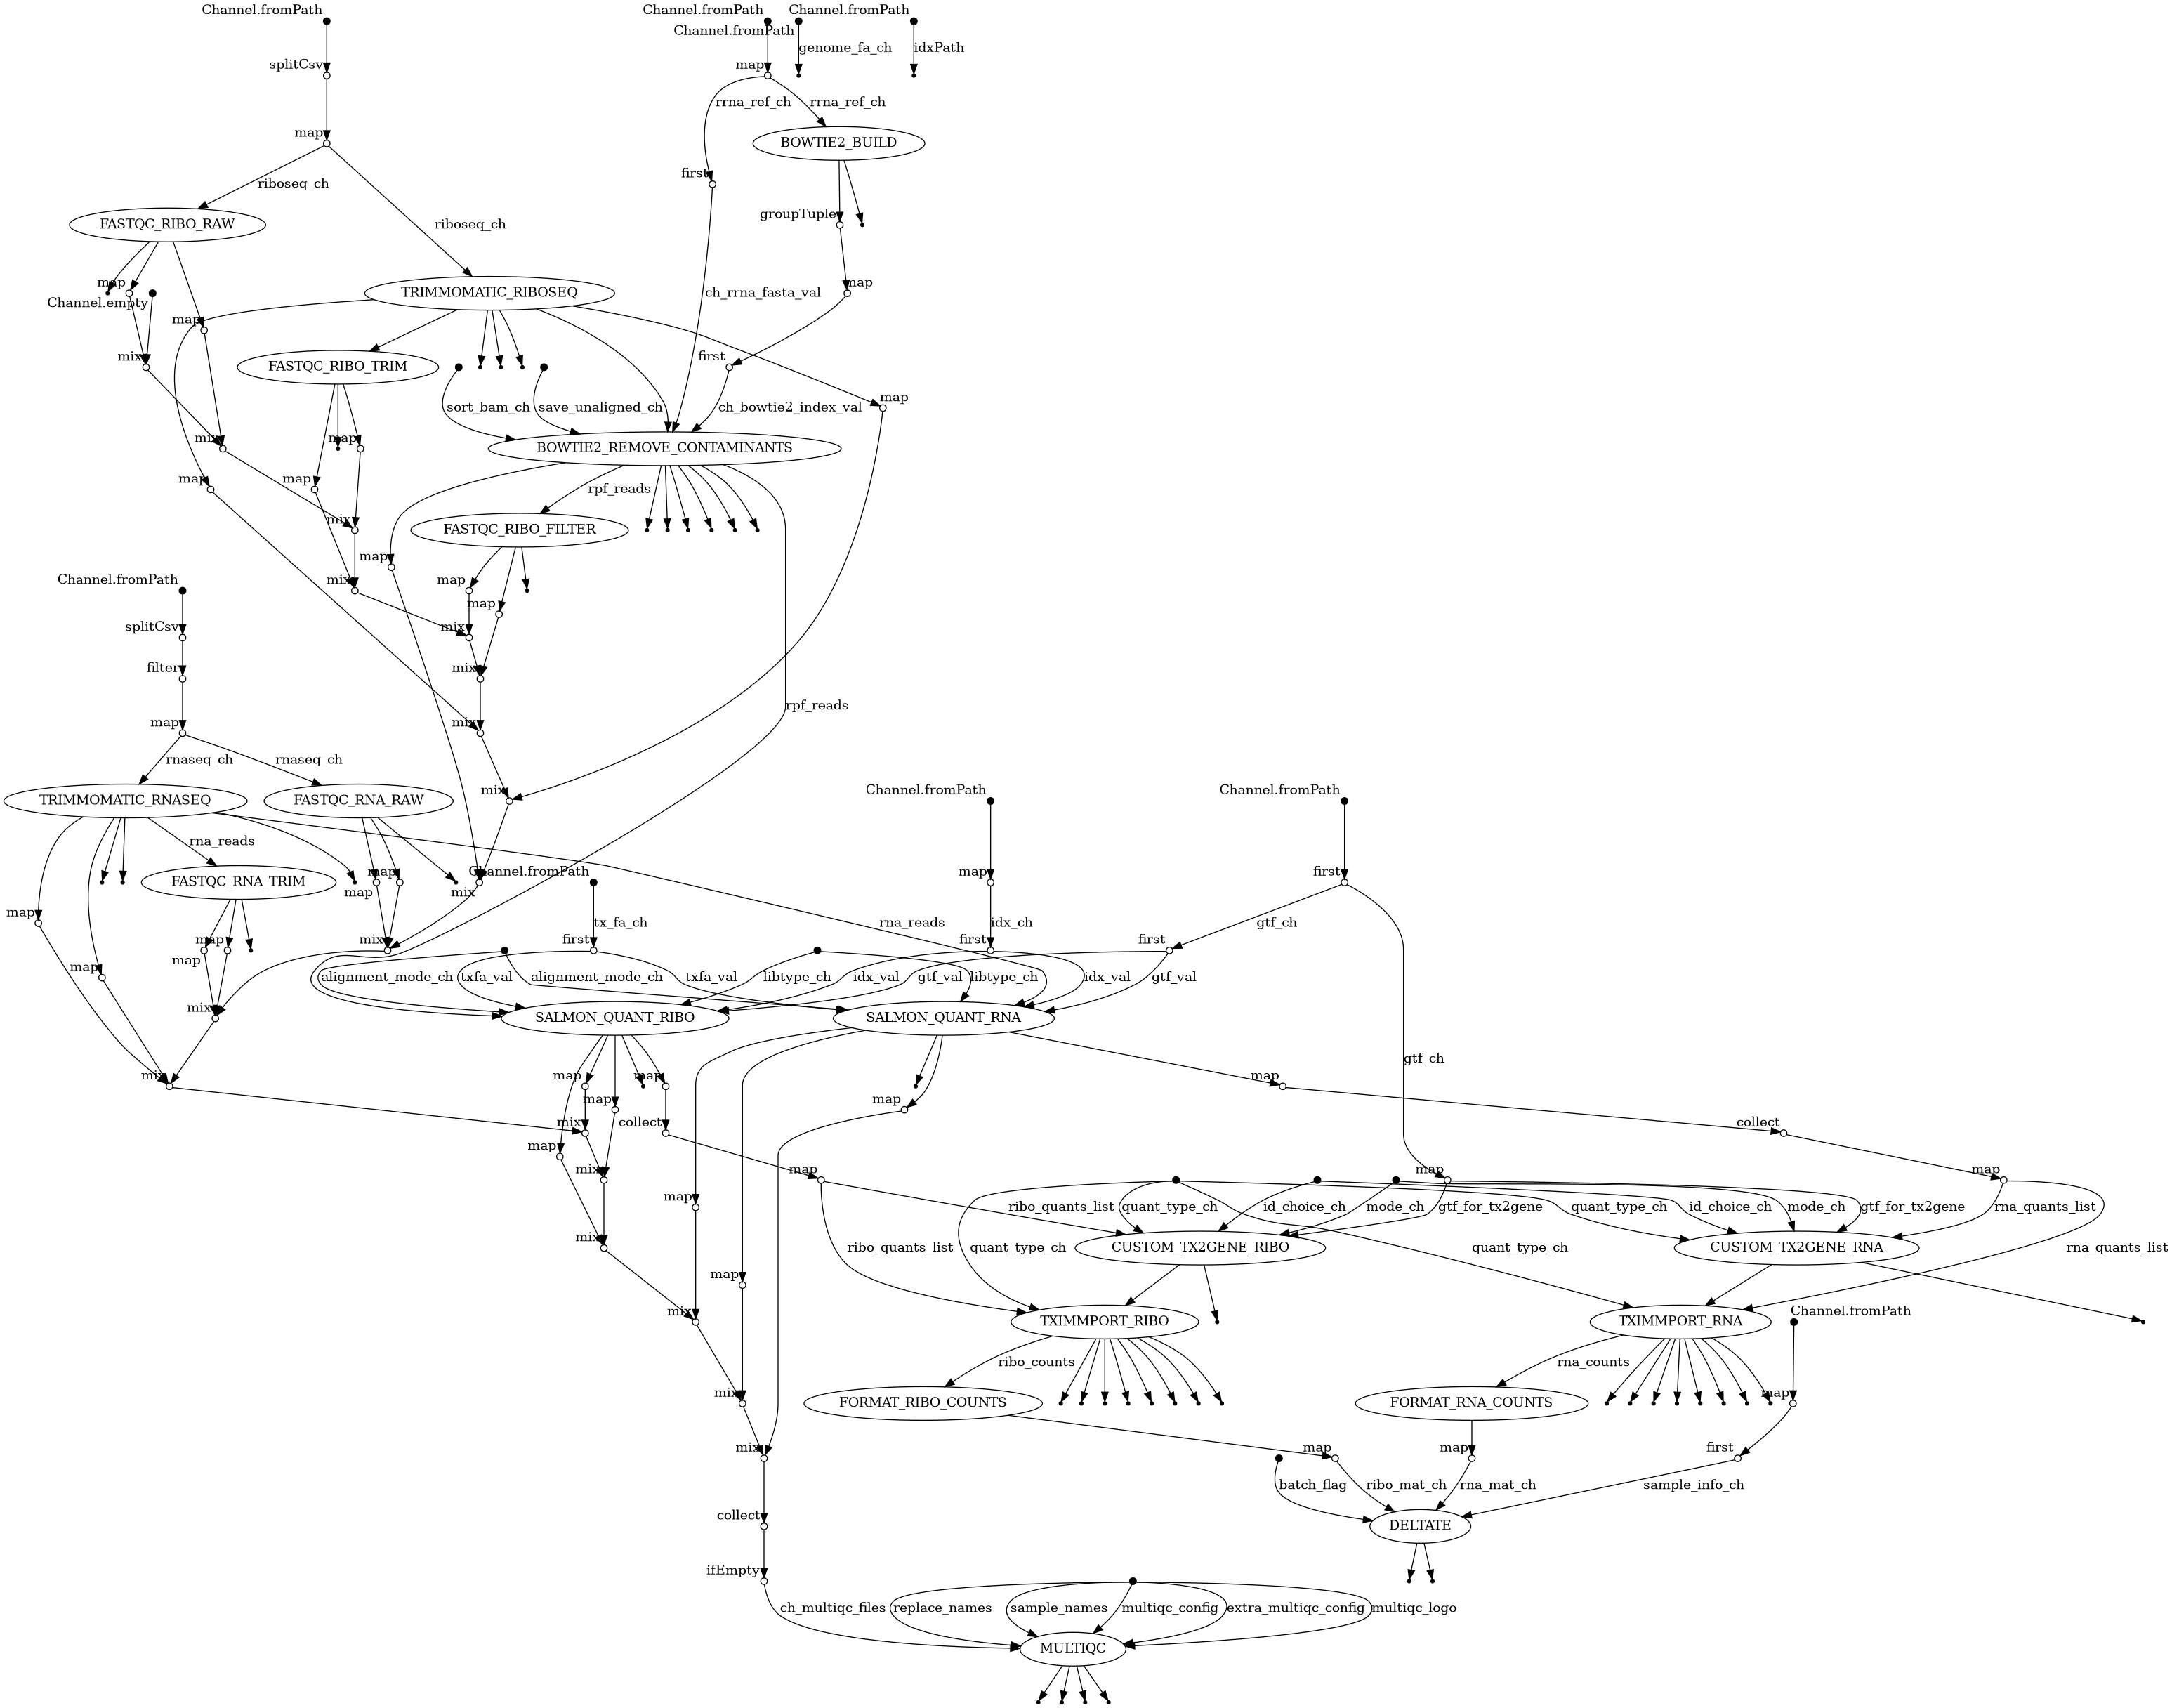 Channel.fromPath
Channel.fromPath
Channel.fromPath
Channel.fromPath
genome_fa_ch
idxPath
splitCsv
map
rrna_ref_ch
rrna_ref_ch
map
BOWTIE2_BUILD
first
riboseq_ch
groupTuple
FASTQC_RIBO_RAW
riboseq_ch
map
map
Channel.empty
TRIMMOMATIC_RIBOSEQ
ch_rrna_fasta_val
map
mix
first
FASTQC_RIBO_TRIM
sort_bam_ch
save_unaligned_ch
ch_bowtie2_index_val
map
mix
map
BOWTIE2_REMOVE_CONTAMINANTS
map
map
rpf_reads
mix
FASTQC_RIBO_FILTER
map
Channel.fromPath
mix
map
map
splitCsv
mix
filter
mix
rpf_reads
map
mix
rnaseq_ch
rnaseq_ch
mix
Channel.fromPath
Channel.fromPath
TRIMMOMATIC_RNASEQ
FASTQC_RNA_RAW
rna_reads
map
Channel.fromPath
map
first
FASTQC_RNA_TRIM
map
mix
map
tx_fa_ch
rna_reads
idx_ch
gtf_ch
map
mix
first
first
first
map
map
alignment_mode_ch
txfa_val
alignment_mode_ch
txfa_val
libtype_ch
idx_val
gtf_val
libtype_ch
idx_val
gtf_val
mix
SALMON_QUANT_RIBO
SALMON_QUANT_RNA
gtf_ch
mix
map
map
map
map
map
mix
collect
collect
map
mix
map
map
map
map
ribo_quants_list
quant_type_ch
id_choice_ch
mode_ch
gtf_for_tx2gene
quant_type_ch
id_choice_ch
mode_ch
gtf_for_tx2gene
rna_quants_list
mix
ribo_quants_list
quant_type_ch
CUSTOM_TX2GENE_RIBO
quant_type_ch
CUSTOM_TX2GENE_RNA
rna_quants_list
map
mix
TXIMMPORT_RIBO
TXIMMPORT_RNA
Channel.fromPath
ribo_counts
rna_counts
mix
FORMAT_RIBO_COUNTS
FORMAT_RNA_COUNTS
map
mix
map
map
first
batch_flag
ribo_mat_ch
rna_mat_ch
sample_info_ch
collect
DELTATE
ifEmpty
ch_multiqc_files
replace_names
sample_names
multiqc_config
extra_multiqc_config
multiqc_logo
MULTIQC